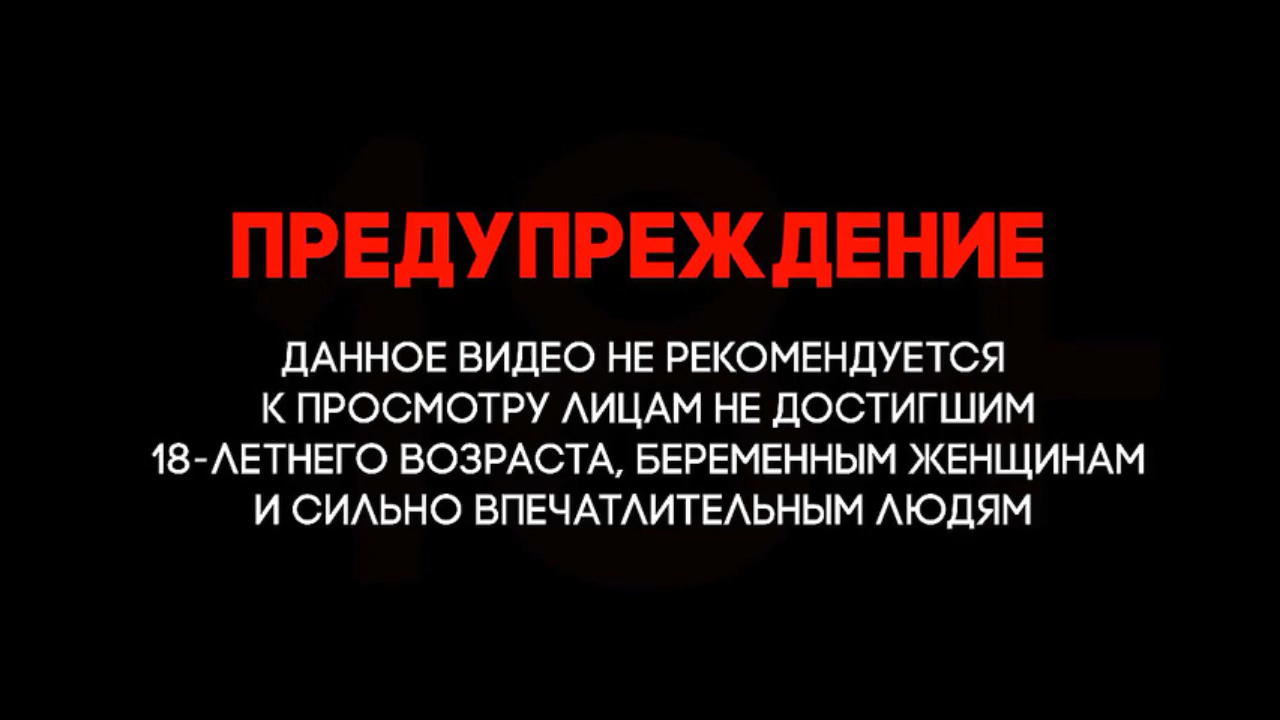 ПРЕДУПРЕЖДЕНИЕ
ДАННОЕ ВИДЕО НЕ РЕКОМЕНДУЕТСЯ
К ПРОСМОТРУ ЛИЦАМ НЕ ДОСТИГШИМ
18-ЛЕТНЕГО ВОЗРАСТА, БЕРЕМЕННЫМ ЖЕНЩИНАМ
И СИЛЬНО ВПЕЧАТЛИТЕЛЬНЫМ ЛЮДЯМ